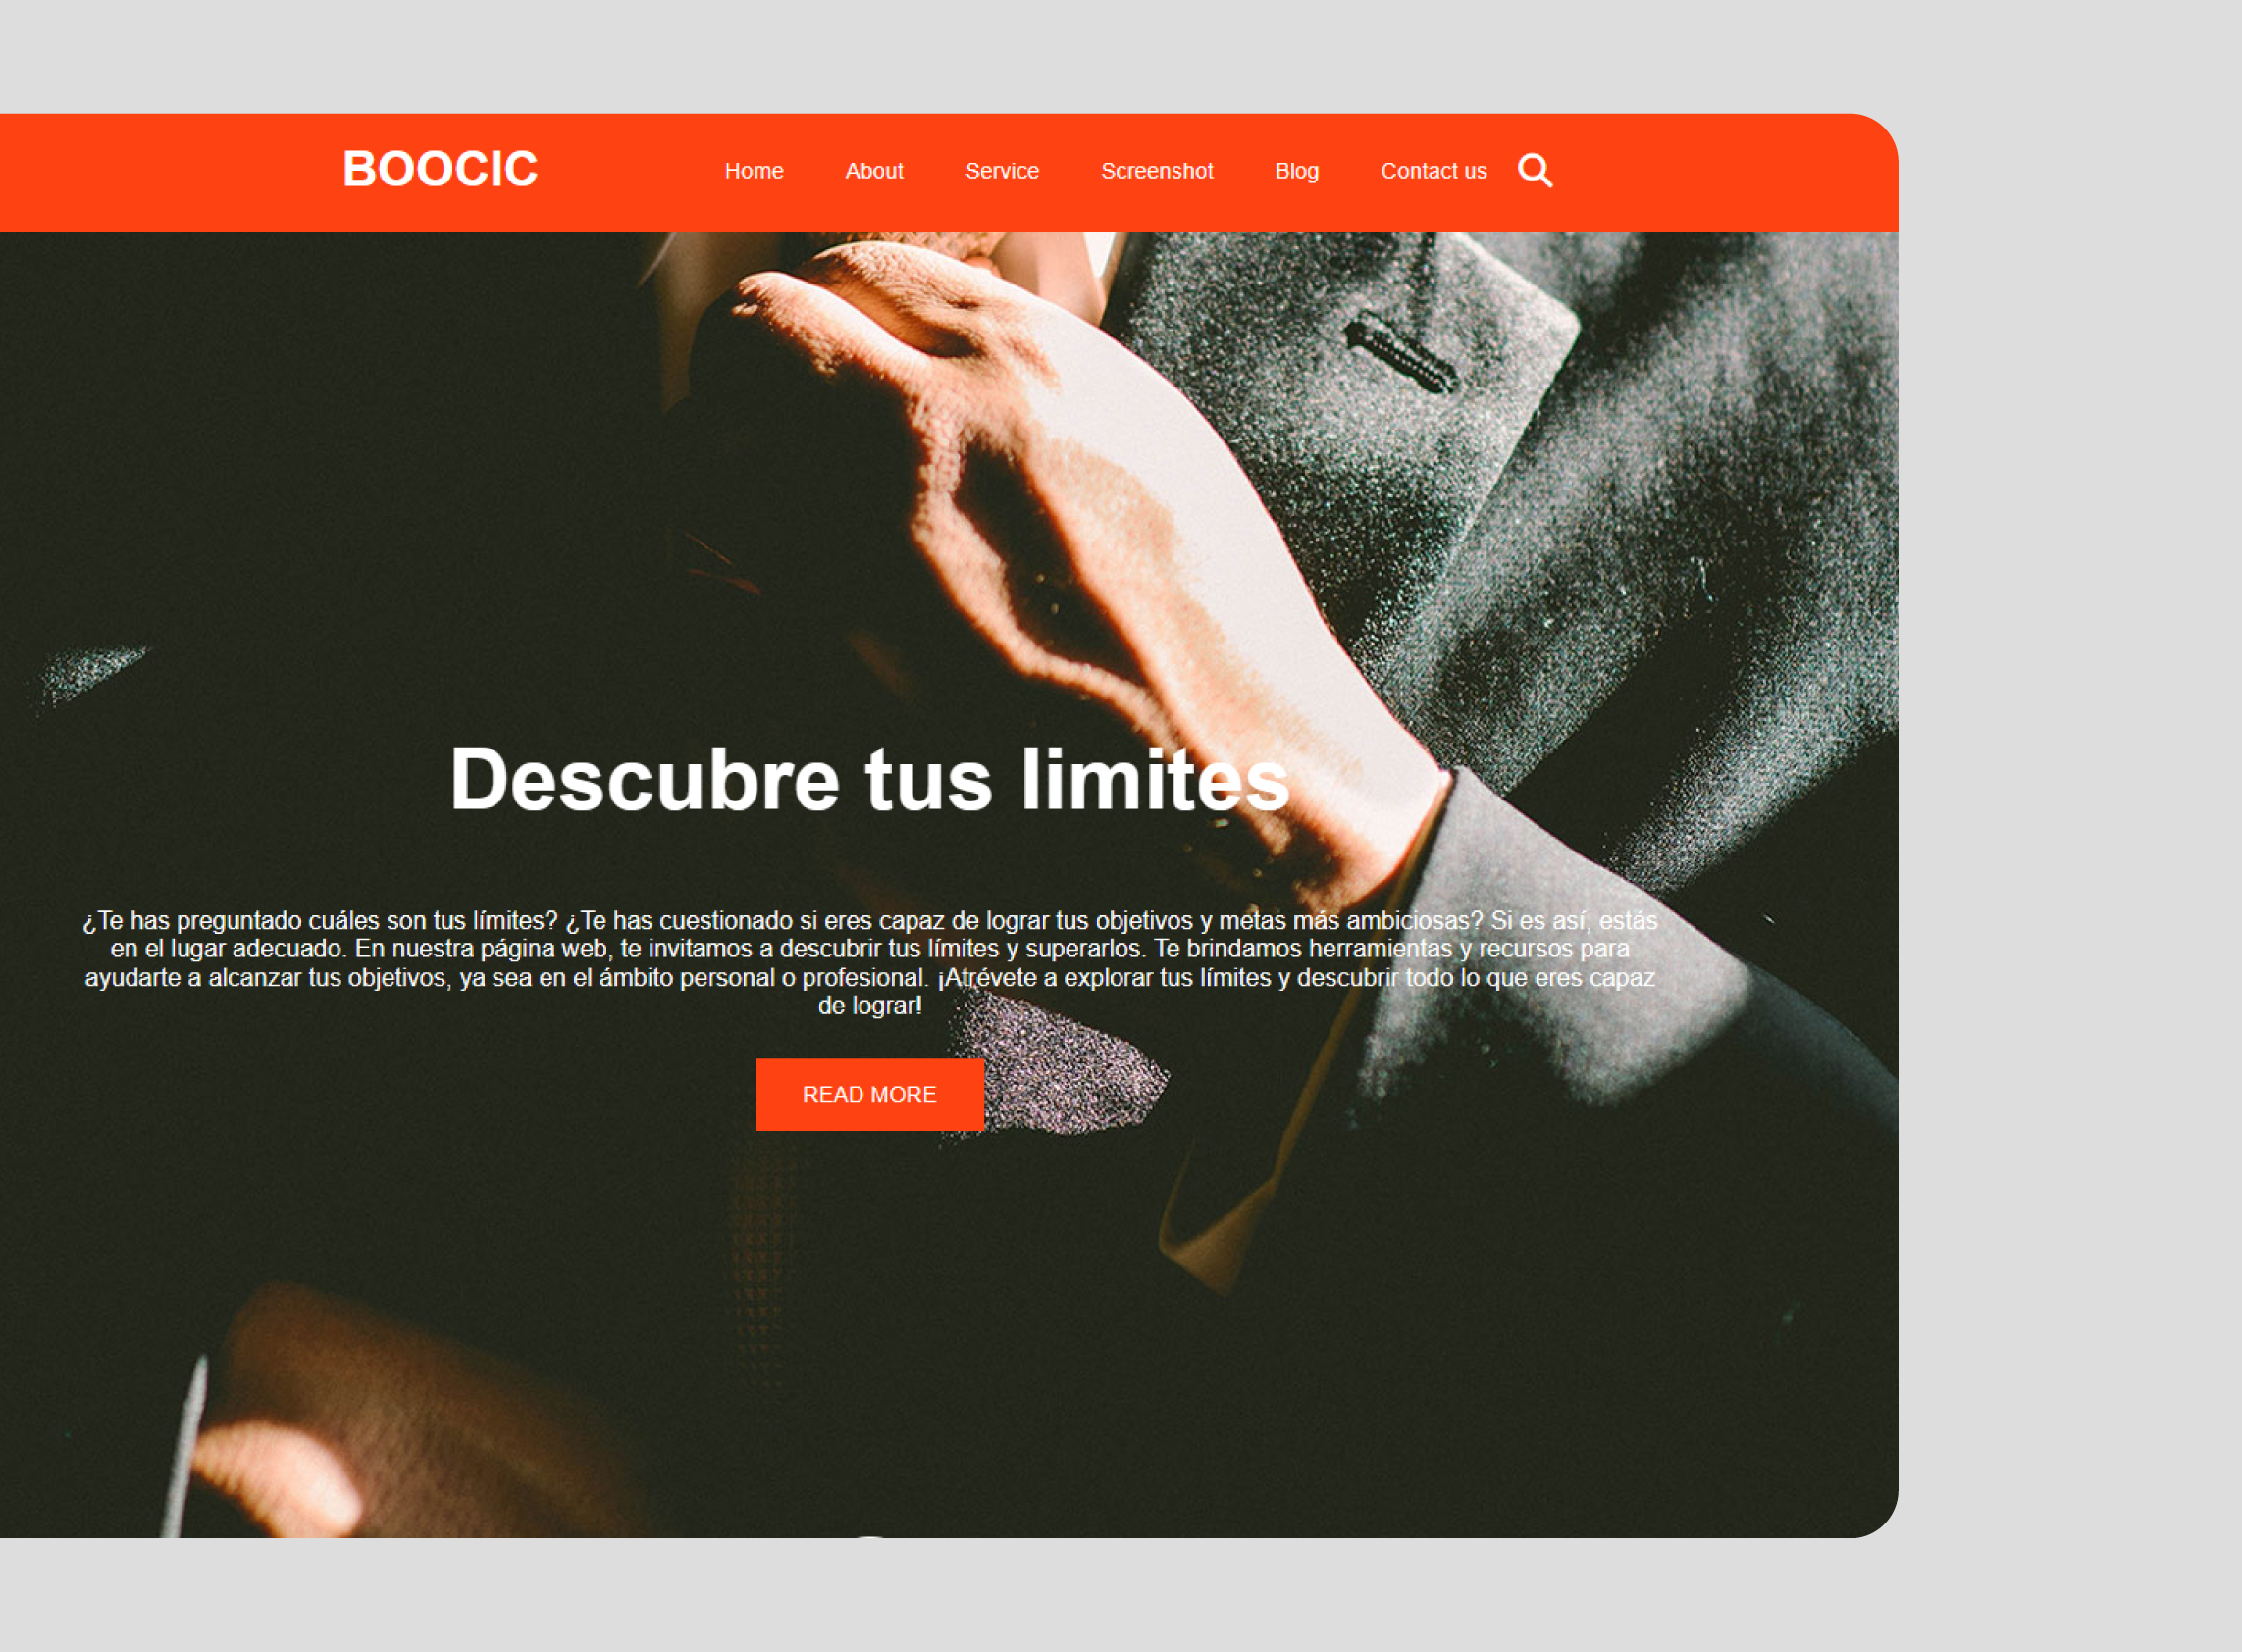 BOOCIC
Home About Service Screenshot Blog Contact us
Descubre tus limites
¿Te has preguntado cuáles son tus límites? ¿Te has cuestionado si eres capaz de lograr tus objetivos y metas más ambiciosas? Si es así, estás
en el lugar adecuado. En nuestra página web, te invitamos a descubrir tus límites y superarlos. Te brindamos herramientas y recursos para
ayudarte a alcanzar tus objetivos, ya sea en el ámbito personal o profesional. ¡Atrévete a explorar tus límites y descubrir todo lo que eres capaz
de lograr!
READ MORE